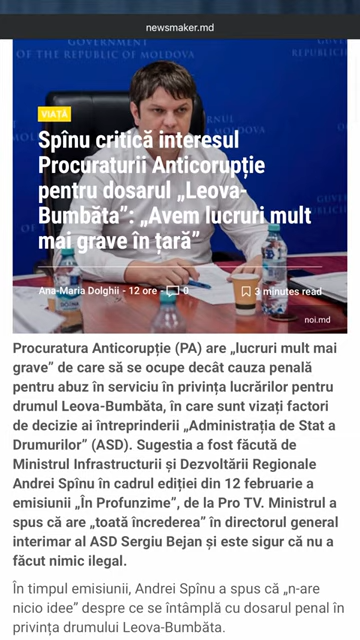 newsmaker.md
GOVERNMENT
OF THE REPUBLIC OF MOLDOVA
VIAȚĂ
Spînu critică interesul
Procuraturii Anticorupție
pentru dosarul „Leova-
Bumbăta”: „Avem lucruri mult
mai grave în țară”
Ana-Maria Dolghii - 12 ore - 0
3 minutes read
noi.md
Procuratura Anticorupție (PA) are „lucruri mult mai
grave” de care să se ocupe decât cauza penală
pentru abuz în serviciu în privința lucrărilor pentru
drumul Leova-Bumbăta, în care sunt vizați factori
de decizie ai întreprinderii „Administrația de Stat a
Drumurilor” (ASD). Sugestia a fost făcută de
Ministrul Infrastructurii și Dezvoltării Regionale
Andrei Spînu în cadrul ediției din 12 februarie a
emisiunii „În Profunzime”, de la Pro TV. Ministrul a
spus că are „toată încrederea” în directorul general
interimar al ASD Sergiu Bejan și este sigur că nu a
făcut nimic ilegal.
În timpul emisiunii, Andrei Spînu a spus că „n-are
nicio idee” despre ce se întâmplă cu dosarul penal în
privința drumului Leova-Bumbăta.